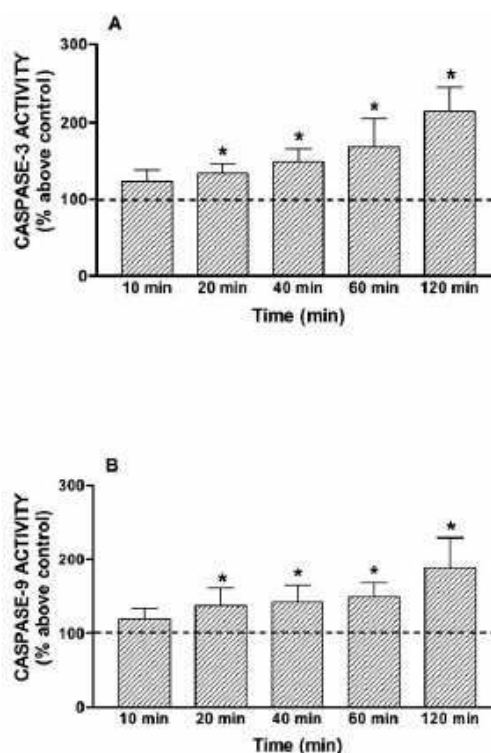 A
CASPASE-3 ACTIVITY
(% above control)
300
200
100
0
*
*
*
*
10 min 20 min 40 min 60 min 120 min
Time (min)
B
CASPASE-9 ACTIVITY
(% above control)
300
200
100
0
*
*
*
*
10 min 20 min 40 min 60 min 120 min
Time (min)